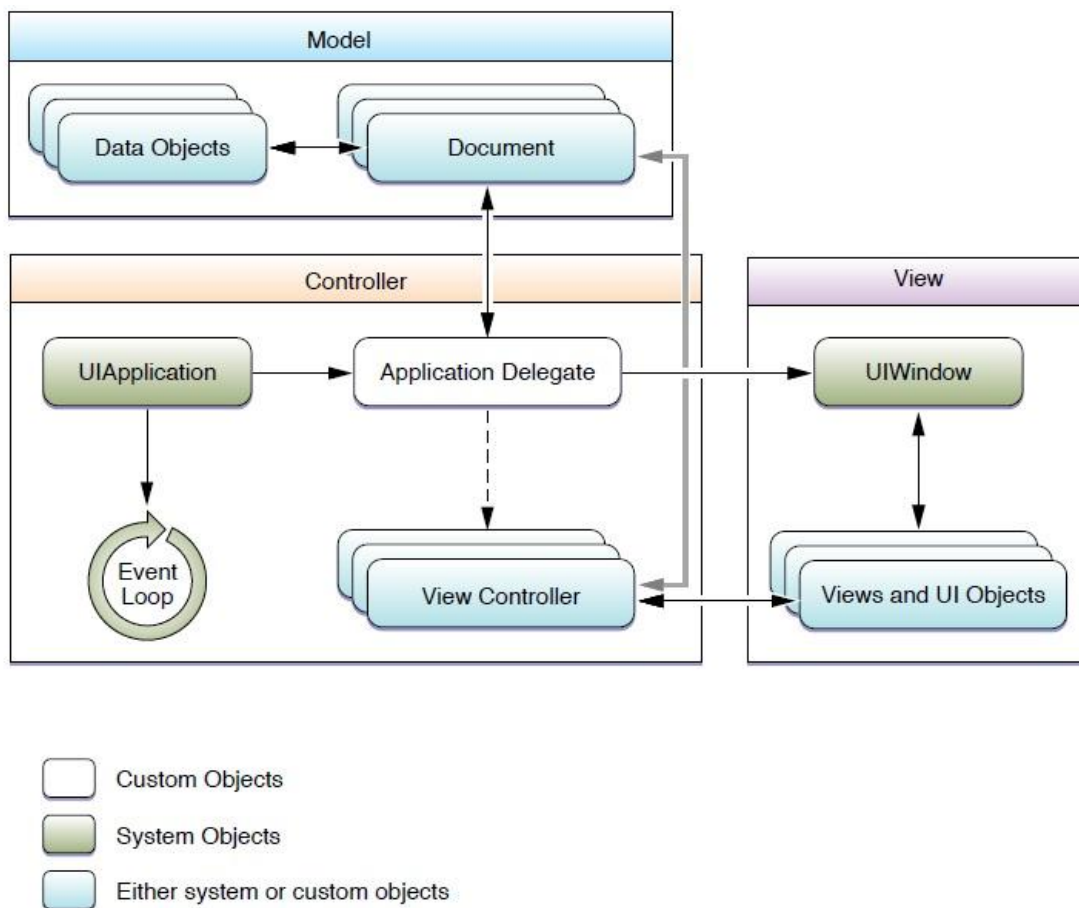 Model
Data Objects
Document
Controller
View
UIApplication
Application Delegate
UIWindow
Event
Loop
View Controller
Views and UI Objects
Custom Objects
System Objects
Either system or custom objects